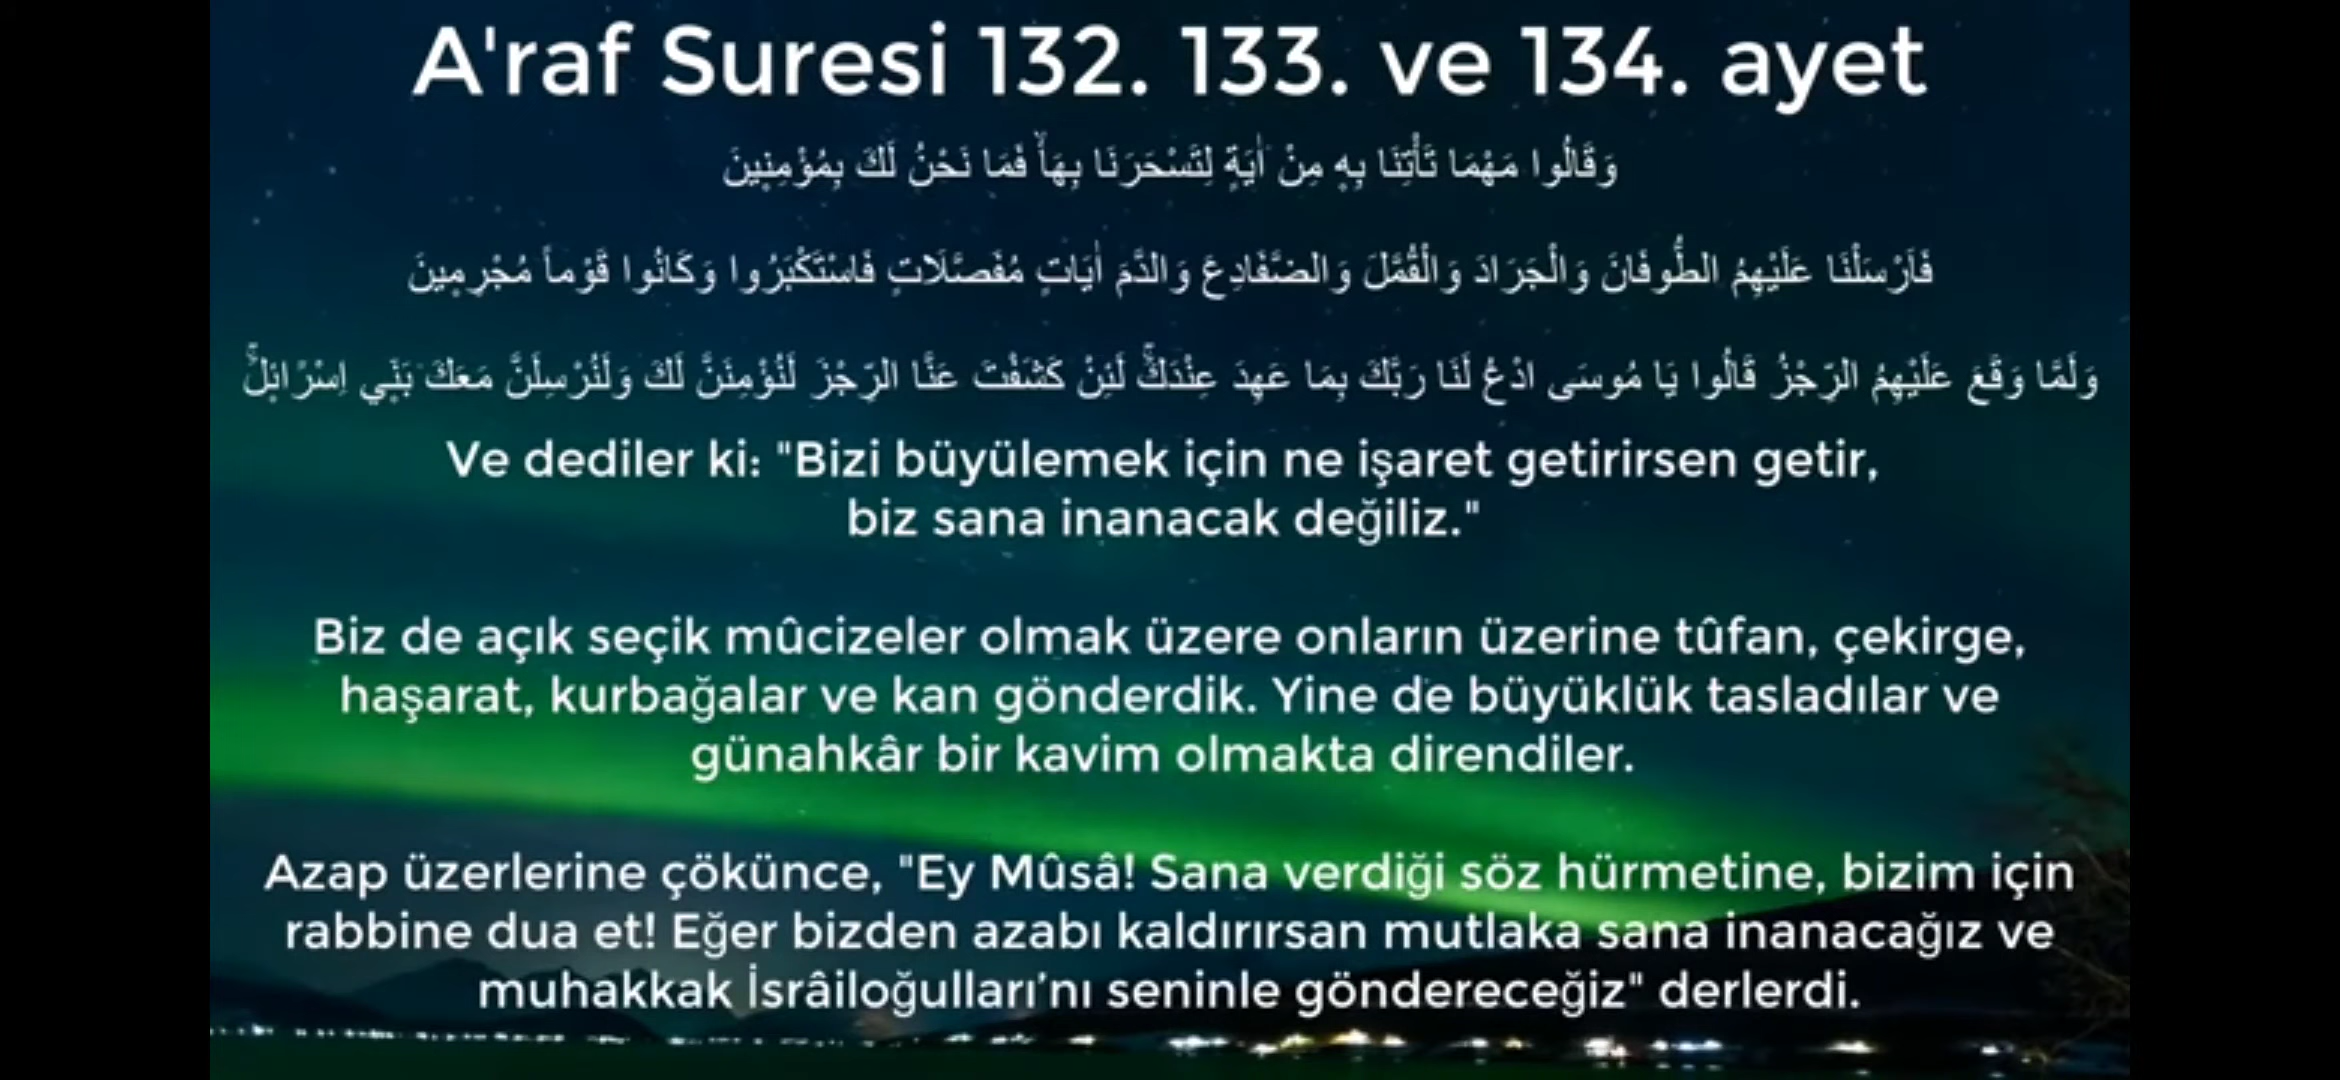 A'raf Suresi 132. 133. ve 134. ayet
وَقَالُوا مَهْمَا تَأْتِنَا بِه۪ مِنْ اٰيَةٍ لِتَسْحَرَنَا بِهَاۙ فَمَا نَحْنُ لَكَ بِمُؤْمِن۪ينَ
فَاَرْسَلْنَا عَلَيْهِمُ الطُّوفَانَ وَالْجَرَادَ وَالْقُمَّلَ وَالضَّفَادِعَ وَالدَّمَ اٰيَاتٍ مُفَصَّلَاتٍ فَاسْتَكْبَرُوا وَكَانُوا قَوْماً مُجْرِم۪ينَ
وَلَمَّا وَقَعَ عَلَيْهِمُ الرِّجْزُ قَالُوا يَا مُوسَى ادْعُ لَنَا رَبَّكَ بِمَا عَهِدَ عِنْدَكَۚ لَئِنْ كَشَفْتَ عَنَّا الرِّجْزَ لَنُؤْمِنَنَّ لَكَ وَلَنُرْسِلَنَّ مَعَكَ بَن۪ٓي اِسْرَٓائ۪لَۚ
Ve dediler ki: "Bizi büyülemek için ne işaret getirirsen getir,
biz sana inanacak değiliz."
Biz de açık seçik mûcizeler olmak üzere onların üzerine tûfan, çekirge,
haşarat, kurbağalar ve kan gönderdik. Yine de büyüklük tasladılar ve
günahkâr bir kavim olmakta direndiler.
Azap üzerlerine çökünce, "Ey Mûsâ! Sana verdiği söz hürmetine, bizim için
rabbine dua et! Eğer bizden azabı kaldırırsan mutlaka sana inanacağız ve
muhakkak İsrâiloğulları'nı seninle göndereceğiz" derlerdi.